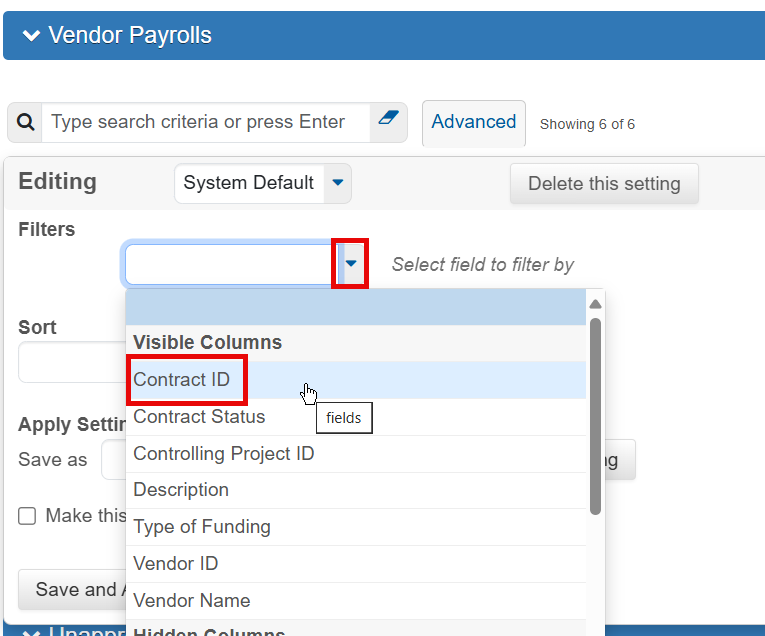 Vendor Payrolls
Type search criteria or press Enter
Advanced
Showing 6 of 6
Editing
System Default
Delete this setting
Filters
Select field to filter by
Visible Columns
Sort
Contract ID
fields
Contract Status
Apply Settin
Controlling Project ID
Save as
ng
Description
Make this
Type of Funding
Vendor ID
Save and A
Vendor Name
Hidden Columns
Unappr